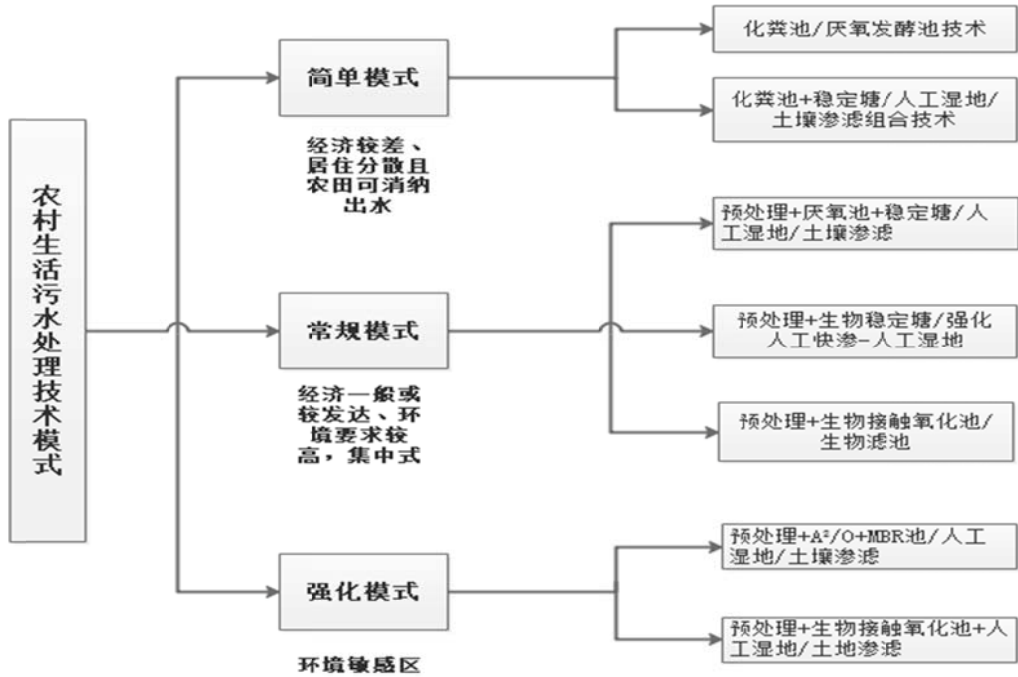 农村生活污水处理技术模式
简单模式
经济较差、
居住分散且
农田可消纳
出水
化粪池/厌氧发酵池技术
化粪池+稳定塘/人工湿地/
土壤渗滤组合技术
常规模式
经济一般或
较发达、环
境要求较
高，集中式
预处理+厌氧池+稳定塘/人
工湿地/土壤渗滤
预处理+生物稳定塘/强化
人工快渗-人工湿地
预处理+生物接触氧化池/
生物滤池
强化模式
环境敏感区
预处理+A²/O+MBR池/人工
湿地/土壤渗滤
预处理+生物接触氧化池+人
工湿地/土地渗滤